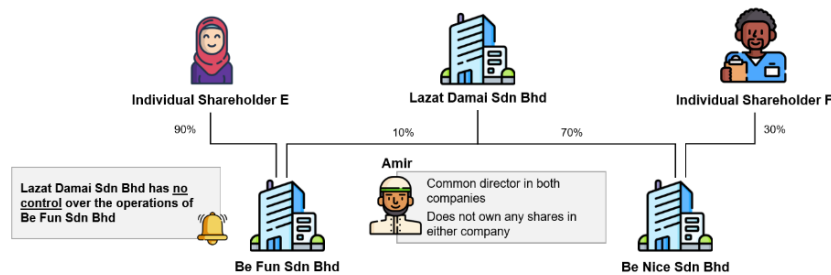 Individual Shareholder E
Lazat Damai Sdn Bhd
Individual Shareholder F
90%
10%
70%
30%
Lazat Damai Sdn Bhd has no
control over the operations of
Be Fun Sdn Bhd
Amir
Common director in both
companies
Does not own any shares in
either company
Be Fun Sdn Bhd
Be Nice Sdn Bhd